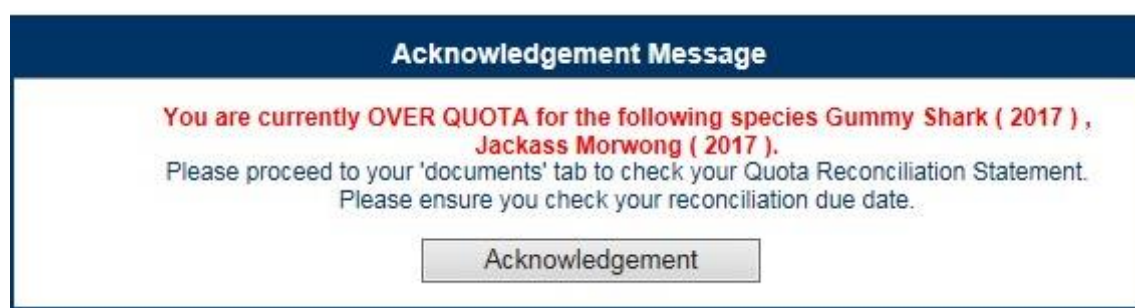 Acknowledgement Message
You are currently OVER QUOTA for the following species Gummy Shark ( 2017 ) ,
Jackass Morwong ( 2017 ).
Please proceed to your 'documents' tab to check your Quota Reconciliation Statement.
Please ensure you check your reconciliation due date.
Acknowledgement